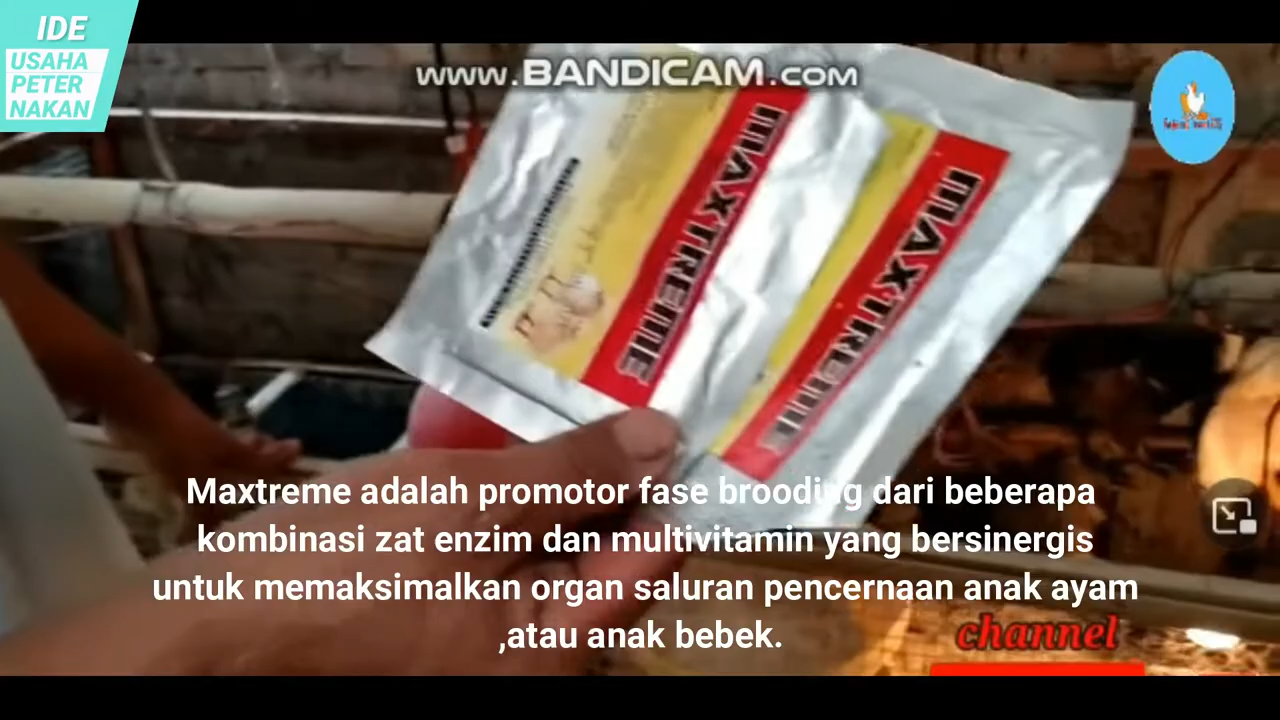 IDE
USAHA
PETER
NAKAN
www.BANDICAM.COM
MAXTREME
MAXTREME
Maxtreme adalah promotor fase brooding dari beberapa
kombinasi zat enzim dan multivitamin yang bersinergis
untuk memaksimalkan organ saluran pencernaan anak ayam
,atau anak bebek.
channel